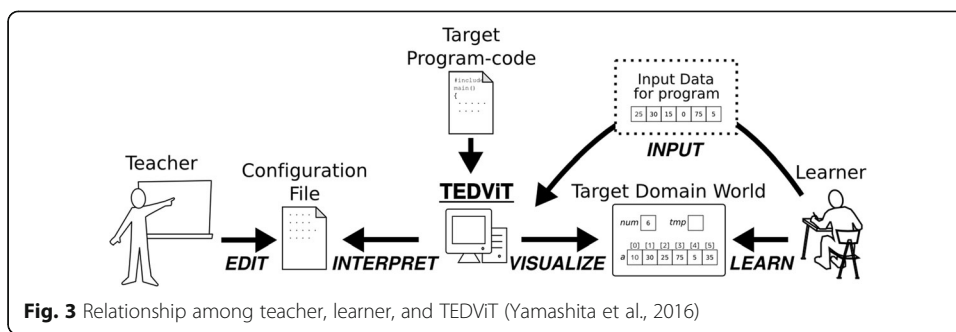 Target
Program-code
#include
main()
{
. . . . .
. . . .
Input Data
for program
25 30 15 0 75 5
INPUT
Teacher
Configuration
File
TEDViT
Target Domain World
Learner
num 6 tmp
[0] [1] [2] [3] [4] [5]
a 10 30 25 75 5 35
EDIT
INTERPRET
VISUALIZE
LEARN
Fig. 3 Relationship among teacher, learner, and TEDViT (Yamashita et al., 2016)